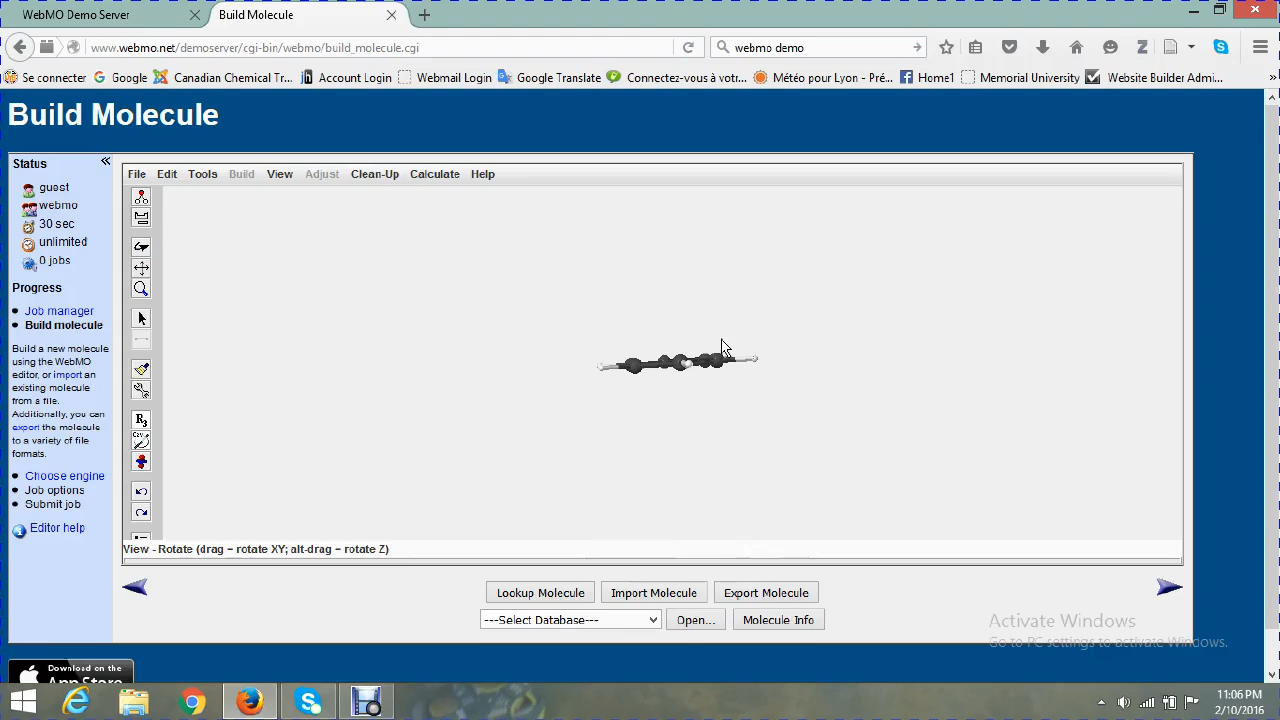 WebMO Demo Server
Build Molecule
www.webmo.net/demoserver/cgi-bin/webmo/build_molecule.cgi
webmo demo
Se connecter
Google
Canadian Chemical Tr...
Account Login
Webmail Login
Google Translate
Connectez-vous à votr...
Météo pour Lyon - Pré...
Home1
Memorial University
Website Builder Admi...
Build Molecule
Status
guest
webmo
30 sec
unlimited
0 jobs
Progress
Job manager
Build molecule
Build a new molecule
using the WebMO
editor, or import an
existing molecule
from a file.
Additionally, you can
export the molecule
to a variety of file
formats.
Choose engine
Job options
Submit job
Editor help
File Edit Tools Build View Adjust Clean-Up Calculate Help
R3
View - Rotate (drag = rotate XY; alt-drag = rotate Z)
Lookup Molecule
Import Molecule
Export Molecule
---Select Database---
Open...
Molecule Info
Activate Windows
Go to PC settings to activate Windows.
Download on the
App Store
11:06 PM
2/10/2016